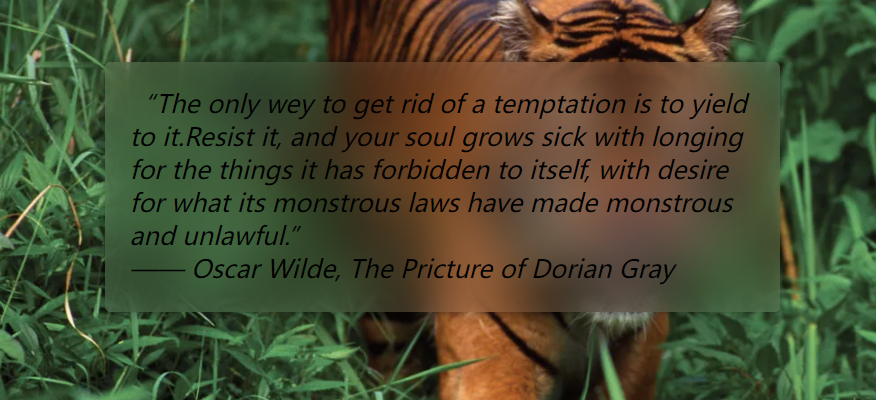 “The only wey to get rid of a temptation is to yield
to it.Resist it, and your soul grows sick with longing
for the things it has forbidden to itself, with desire
for what its monstrous laws have made monstrous
and unlawful.”
—— Oscar Wilde, The Pricture of Dorian Gray